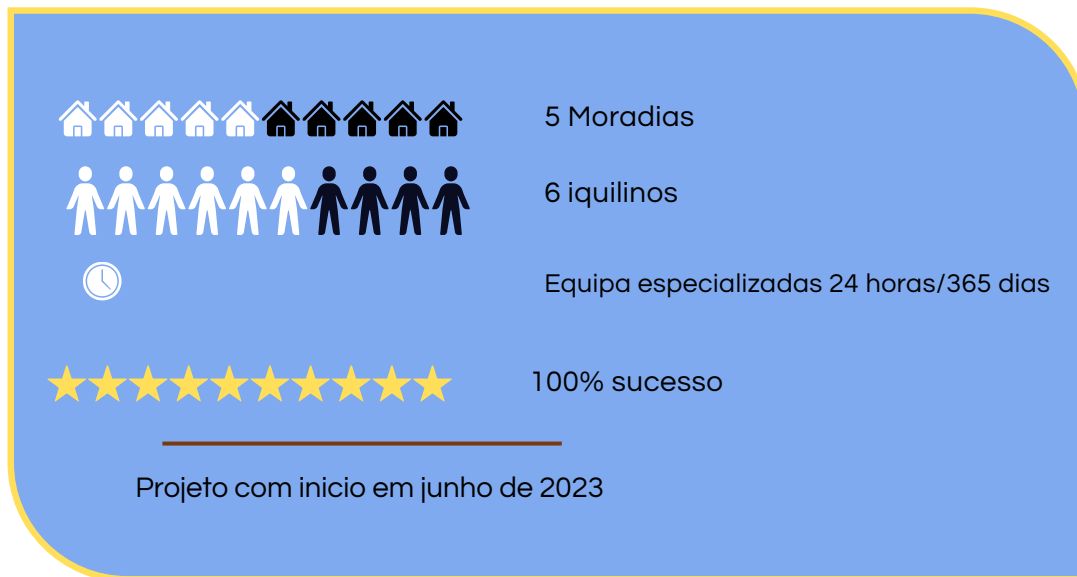 5 Moradias
6 iquilinos
Equipa especializadas 24 horas/365 dias
100% sucesso
Projeto com inicio em junho de 2023